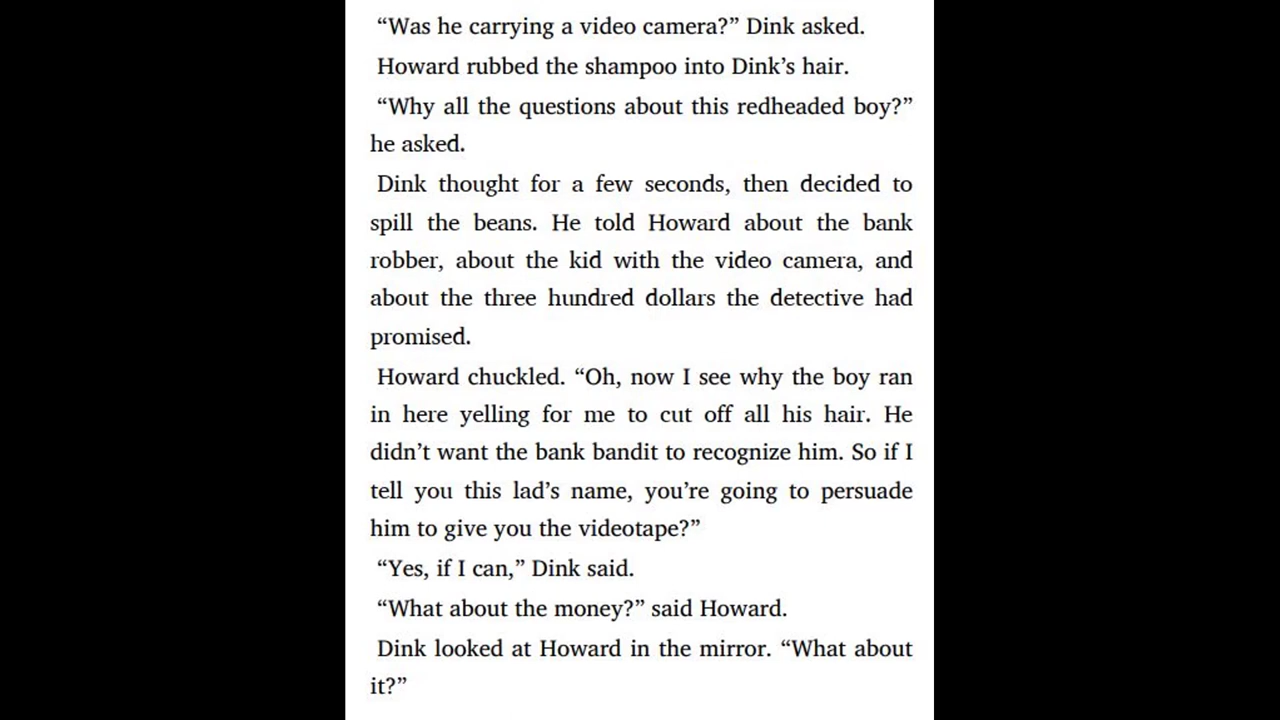 “Was he carrying a video camera?” Dink asked.
Howard rubbed the shampoo into Dink’s hair.
“Why all the questions about this redheaded boy?”
he asked.
Dink thought for a few seconds, then decided to
spill the beans. He told Howard about the bank
robber, about the kid with the video camera, and
about the three hundred dollars the detective had
promised.
Howard chuckled. “Oh, now I see why the boy ran
in here yelling for me to cut off all his hair. He
didn’t want the bank bandit to recognize him. So if I
tell you this lad’s name, you’re going to persuade
him to give you the videotape?”
“Yes, if I can,” Dink said.
“What about the money?” said Howard.
Dink looked at Howard in the mirror. “What about
it?”